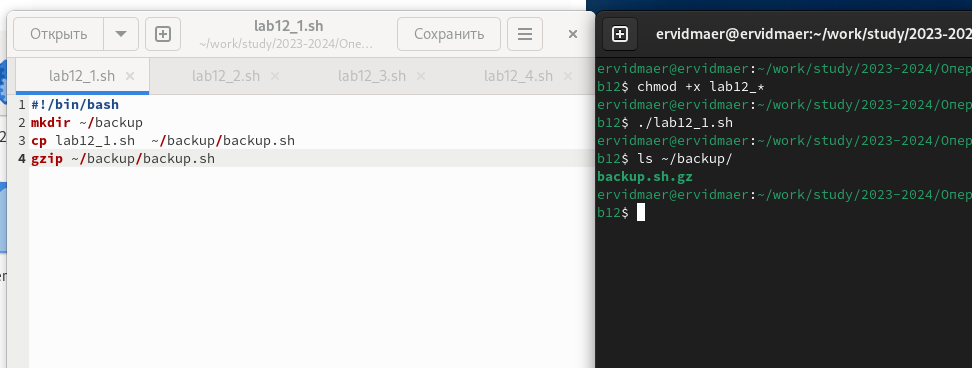 Открыть
lab12_1.sh
~/work/study/2023-2024/Опе…
Сохранить
lab12_1.sh
lab12_2.sh
lab12_3.sh
lab12_4.sh
1 #!/bin/bash
2 mkdir ~/backup
3 cp lab12_1.sh  ~/backup/backup.sh
4 gzip ~/backup/backup.sh
ervidmaer@ervidmaer:~/work/study/2023-202
ervidmaer@ervidmaer:~/work/study/2023-2024/Опер
b12$ chmod +x lab12_*
ervidmaer@ervidmaer:~/work/study/2023-2024/Опер
b12$ ./lab12_1.sh
ervidmaer@ervidmaer:~/work/study/2023-2024/Опер
b12$ ls ~/backup/
backup.sh.gz
ervidmaer@ervidmaer:~/work/study/2023-2024/Опер
b12$